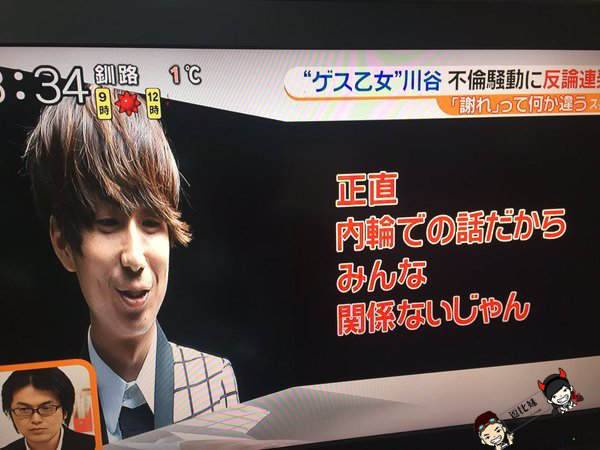 8:34 釧路 1℃
9時 12時
“ゲス乙女”川谷 不倫騒動に反論連発
「謝れ」って何か違う
正直
内輪での話だから
みんな
関係ないじゃん